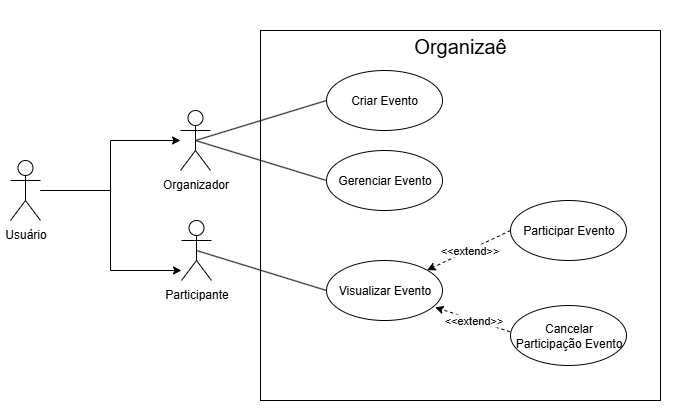 Organizaê
Criar Evento
Organizador
Gerenciar Evento
Usuário
Participar Evento
<<extend>>
Participante
Visualizar Evento
<<extend>>
Cancelar
Participação Evento